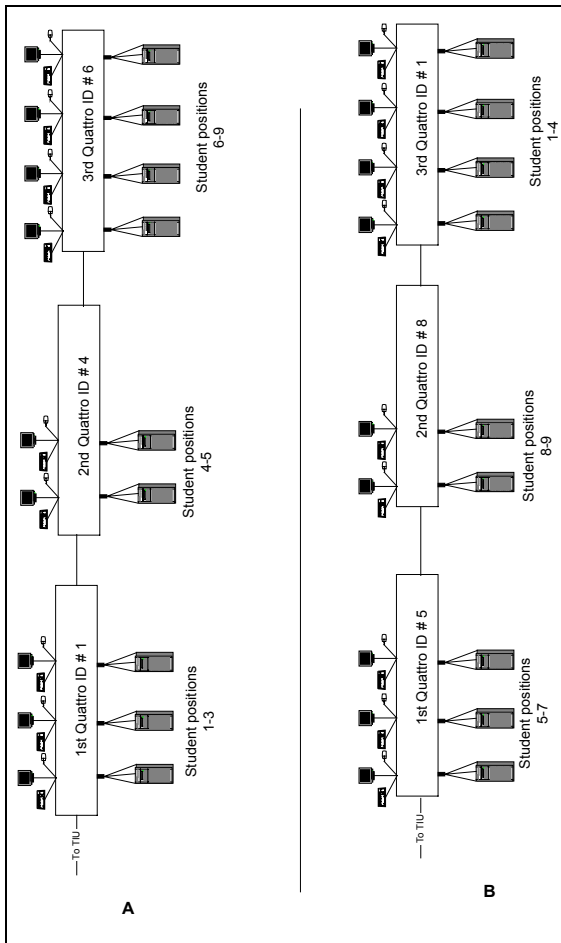 3rd Quattro ID # 6
Student positions
6-9
2nd Quattro ID # 4
Student positions
4-5
1st Quattro ID # 1
Student positions
1-3
To TIU
A
3rd Quattro ID # 1
Student positions
1-4
2nd Quattro ID # 8
Student positions
8-9
1st Quattro ID # 5
Student positions
5-7
To TIU
B